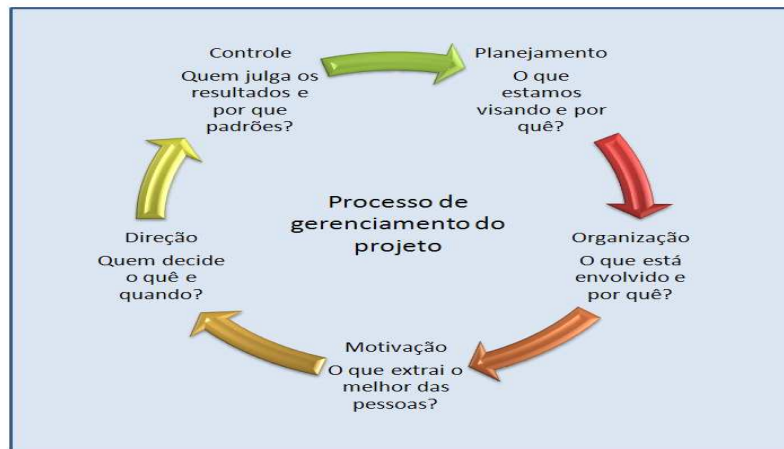 Controle
Quem julga os
resultados e
por que
padrões?
Planejamento
O que
estamos
visando e por
quê?
Processo de
gerenciamento do
projeto
Direção
Quem decide
o quê e
quando?
Organização
O que está
envolvido e
por quê?
Motivação
O que extrai o
melhor das
pessoas?